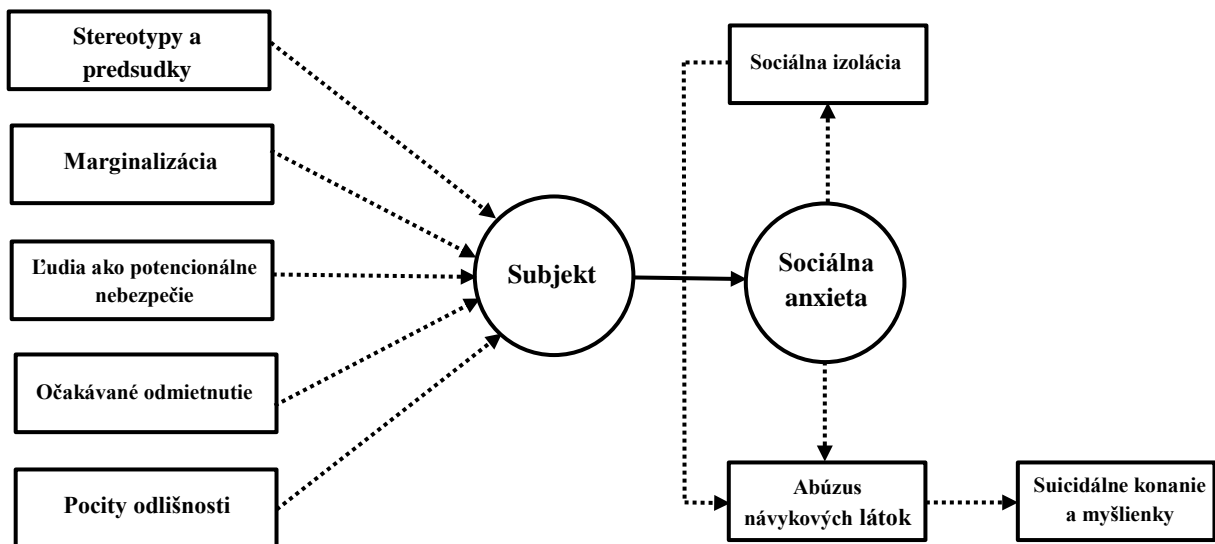 Stereotypy a
predsudky
Marginalizácia
Ľudia ako potencionálne
nebezpečie
Očakávané odmietnutie
Pocity odlišnosti
Subjekt
Sociálna izolácia
Sociálna
anxieta
Abúzus
návykových látok
Suicidálne konanie
a myšlienky